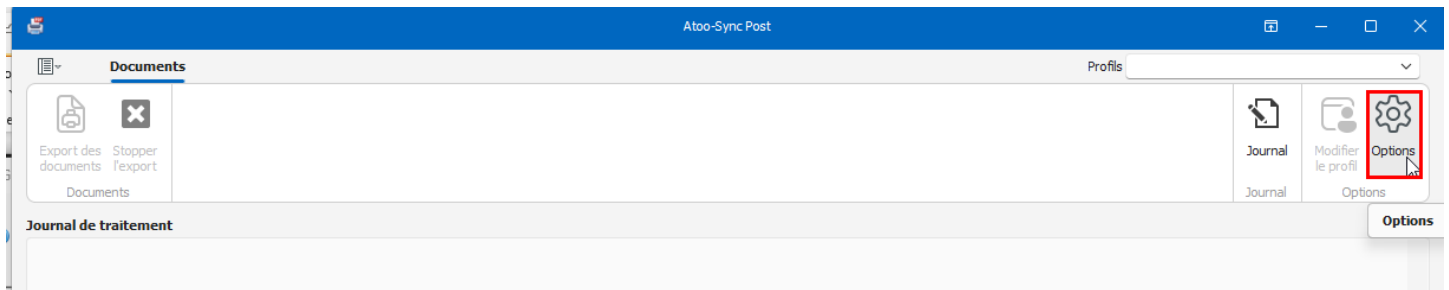 Atoo-Sync Post
Documents
Profils
Export des
documents
Stopper
l'export
Documents
Journal
Journal
Modifier
le profil
Options
Options
Options
Journal de traitement